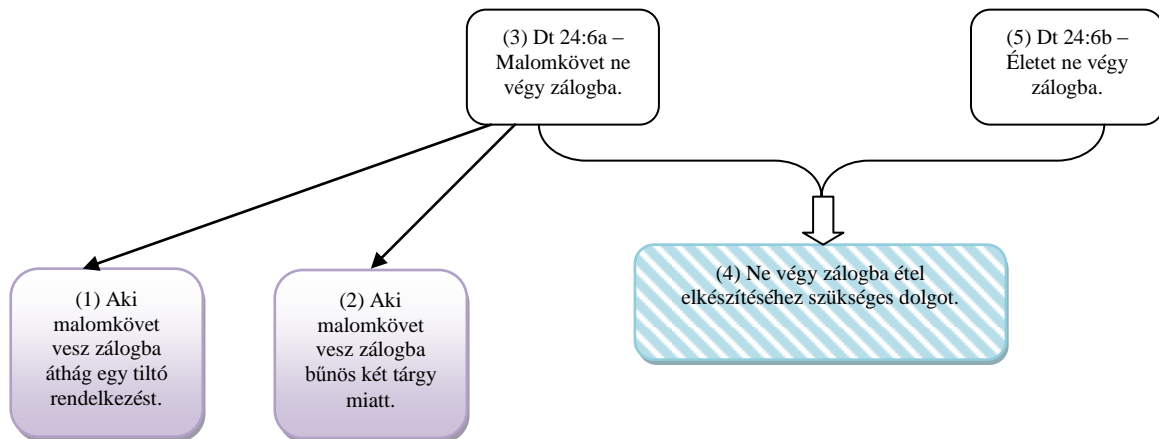 (3) Dt 24:6a –
Malomkövet ne
végy zálogba.
(5) Dt 24:6b –
Életet ne végy
zálogba.
(1) Aki
malomkövet
vesz zálogba
áthág egy tiltó
rendelkezést.
(2) Aki
malomkövet
vesz zálogba
bűnös két tárgy
miatt.
(4) Ne végy zálogba étel
elkészítéséhez szükséges dolgot.